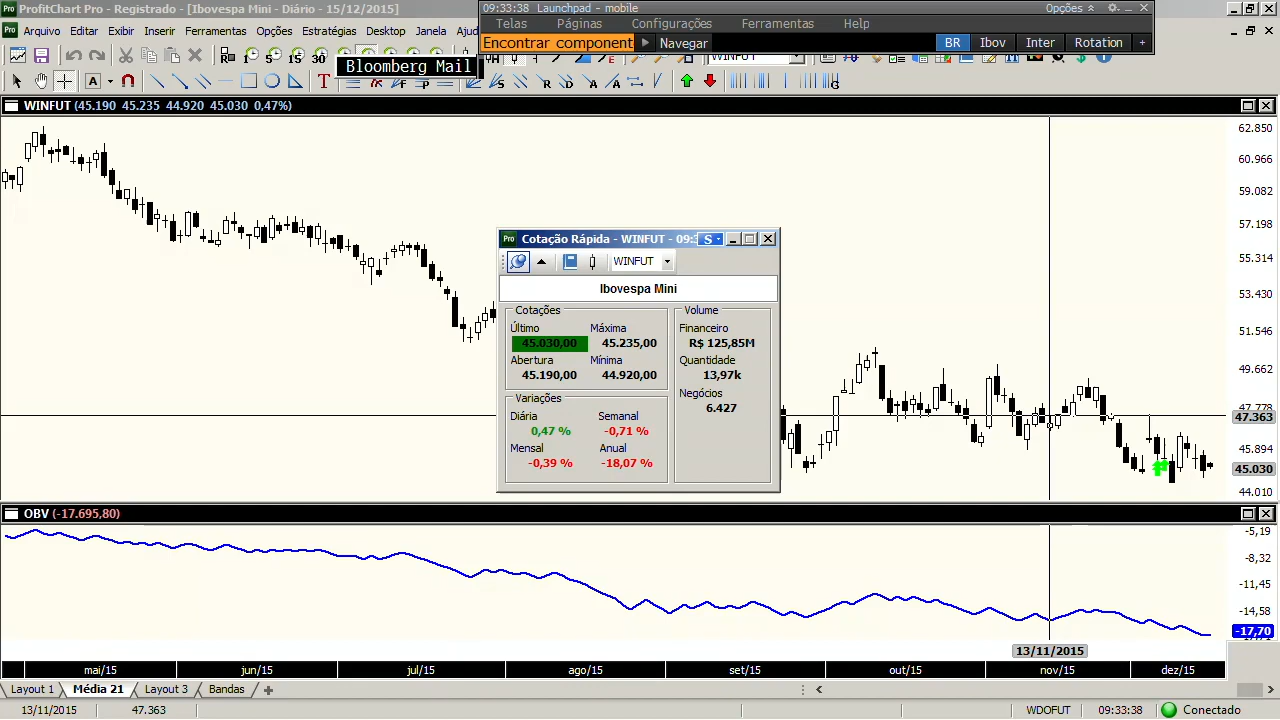 ProfitChart Pro - Registrado - [Ibovespa Mini - Diário - 15/12/2015]
09:33:38 Launchpad - mobile
Opções
Arquivo Editar Exibir Inserir Ferramentas Opções Estratégias Desktop Janela
Telas Páginas Configurações Ferramentas Help
Encontrar component Navegar BR Ibov Inter Rotation +
Bloomberg Mail
WINFUT (45.190 45.235 44.920 45.030 0,47%)
62.850
60.966
59.082
57.198
55.314
53.430
51.546
49.662
47.778
47.363
45.894
45.030
44.010
Pro Cotação Rápida - WINFUT - 09:3
WINFUT
Ibovespa Mini
Cotações
Último Máxima
45.030,00 45.235,00
Abertura Mínima
45.190,00 44.920,00
Variações
Diária Semanal
0,47 % -0,71 %
Mensal Anual
-0,39 % -18,07 %
Volume
Financeiro
R$ 125,85M
Quantidade
13,97k
Negócios
6.427
OBV (-17.695,80)
-5,19
-8,32
-11,45
-14,58
-17,70
13/11/2015
mai/15 jun/15 jul/15 ago/15 set/15 out/15 nov/15 dez/15
Layout 1 Média 21 Layout 3 Bandas
13/11/2015 47.363 WDOFUT 09:33:38 Conectado